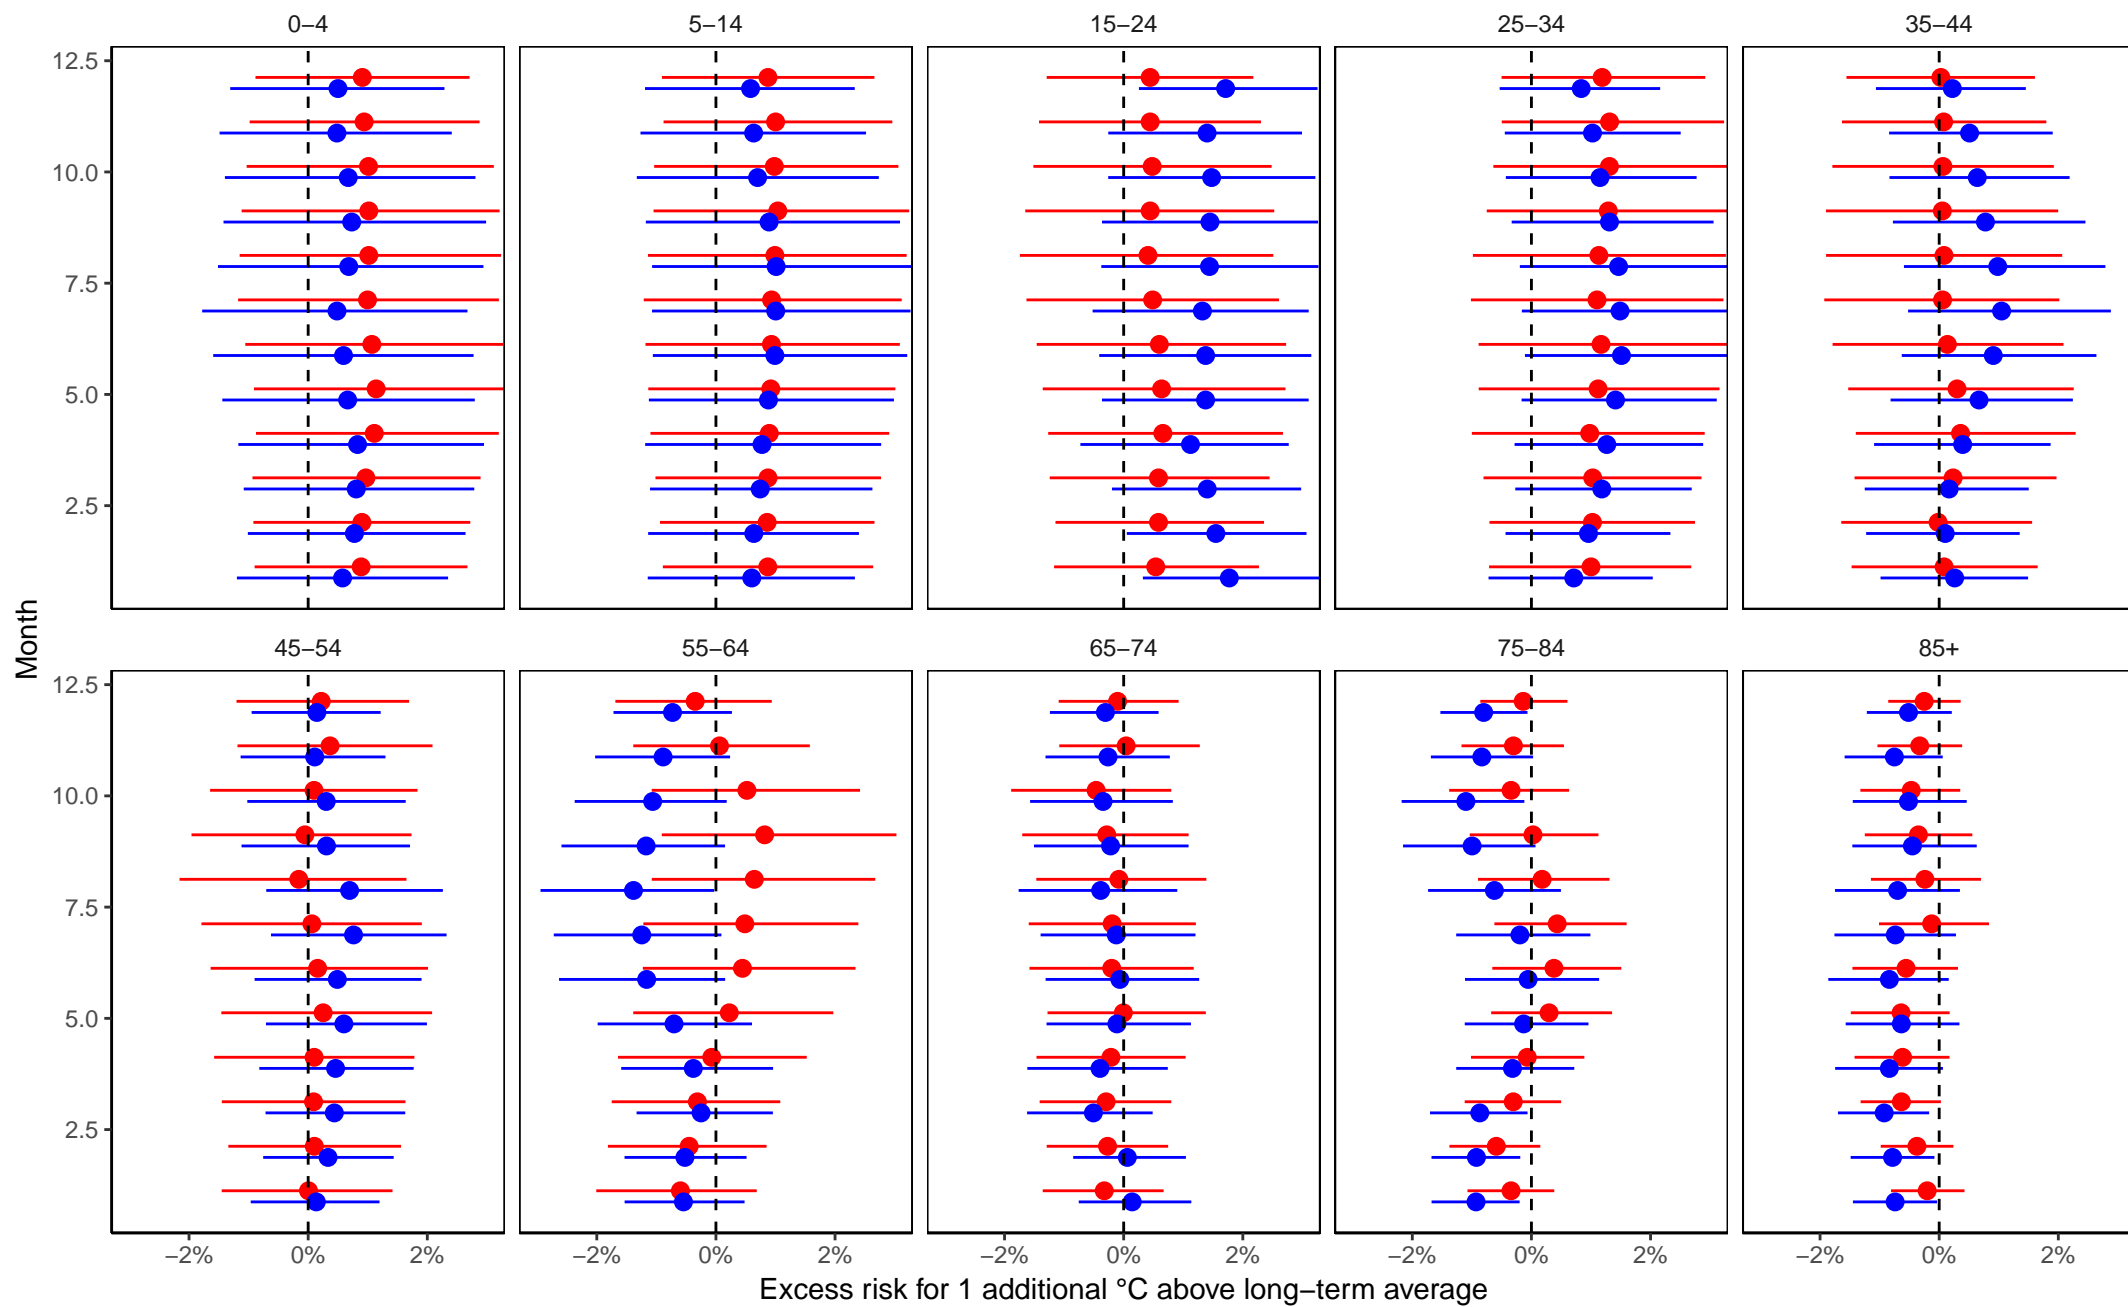 0−4 5−14 15−24 25−34 35−44
12.5
10.0
7.5
5.0
2.5
Month
45−54 55−64 65−74 75−84 85+
12.5
10.0
7.5
5.0
2.5
−2% 0% 2% −2% 0% 2% −2% 0% 2% −2% 0% 2% −2% 0% 2%
Excess risk for 1 additional °C above long−term average